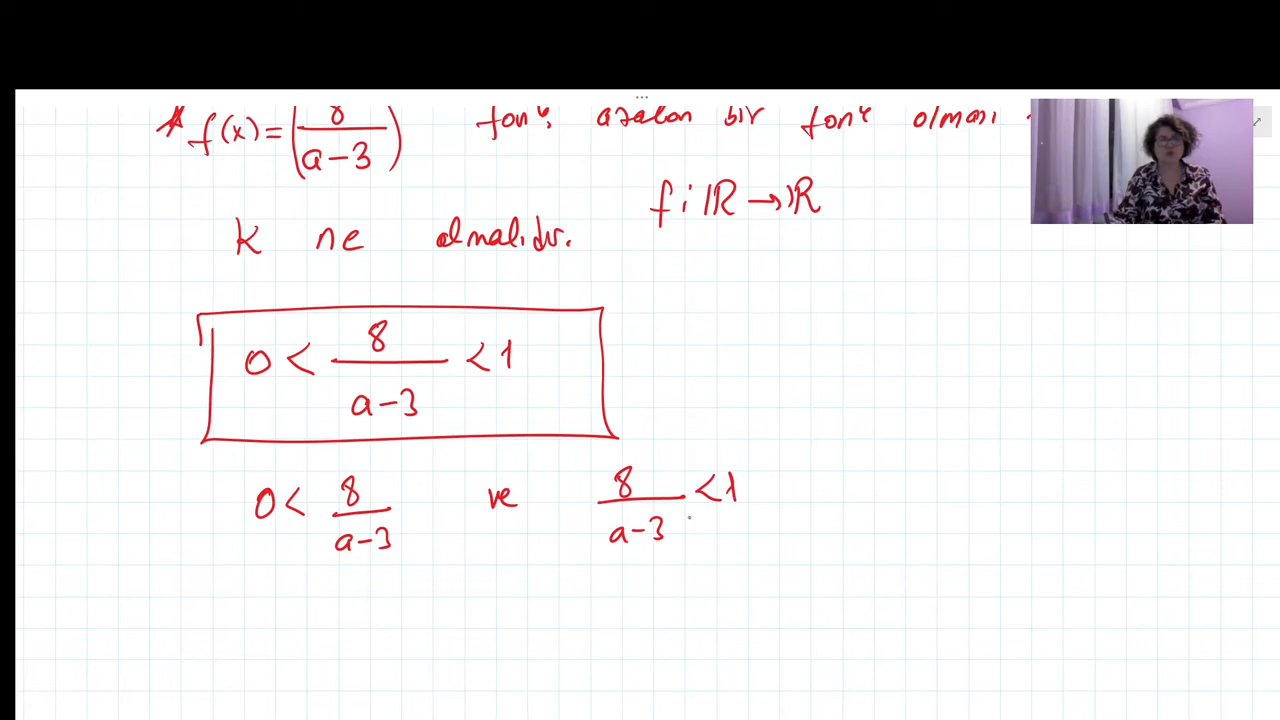 f(x) = (8/(a-3)) fonk. azalan bir fonk olması
f: ℝ → ℝ
k ne olmalıdır.
0 < 8/(a-3) < 1
0 < 8/(a-3) ve 8/(a-3) < 1